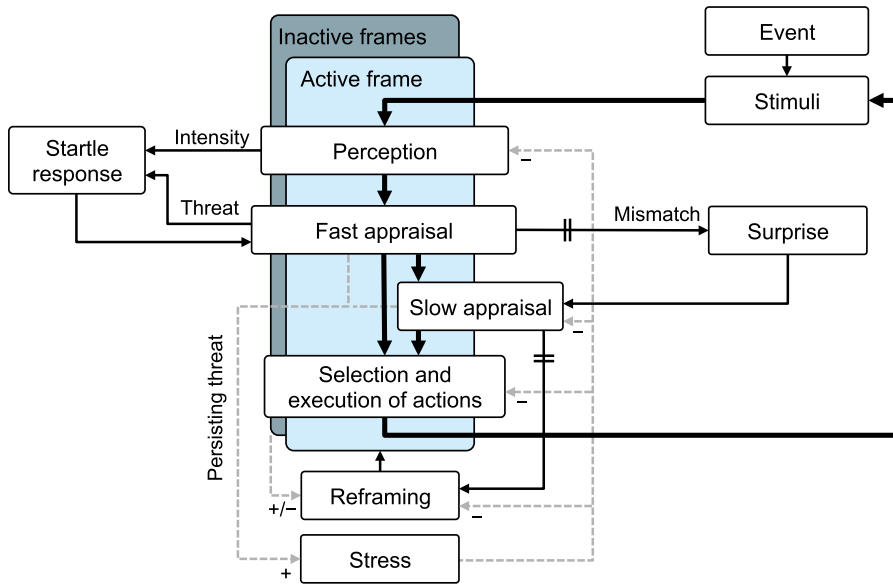 Inactive frames
Event
Active frame
Stimuli
Intensity
Startle
response
Perception
–
Threat
Fast appraisal
Mismatch
Surprise
Slow appraisal
–
Persisting threat
Selection and
execution of actions
–
Reframing
+/–
–
Stress
+